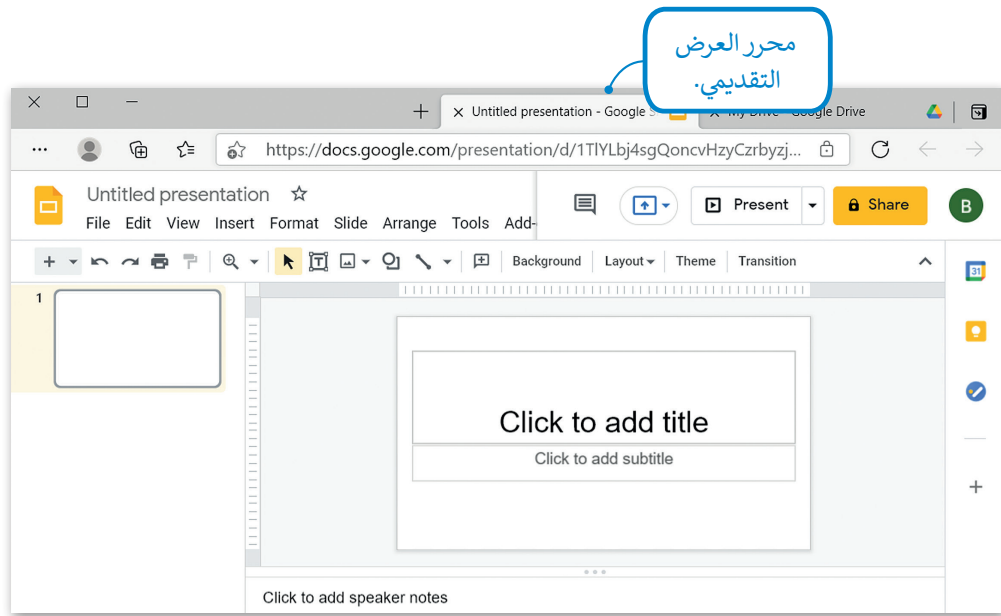 محرر العرض
التقديمي.
Untitled presentation - Google S
My Drive - Google Drive
https://docs.google.com/presentation/d/1TlYLbj4sgQoncvHzyCzrbyzj...
Untitled presentation
File Edit View Insert Format Slide Arrange Tools Add-
Present
Share
B
Background Layout Theme Transition
31
1
Click to add title
Click to add subtitle
Click to add speaker notes